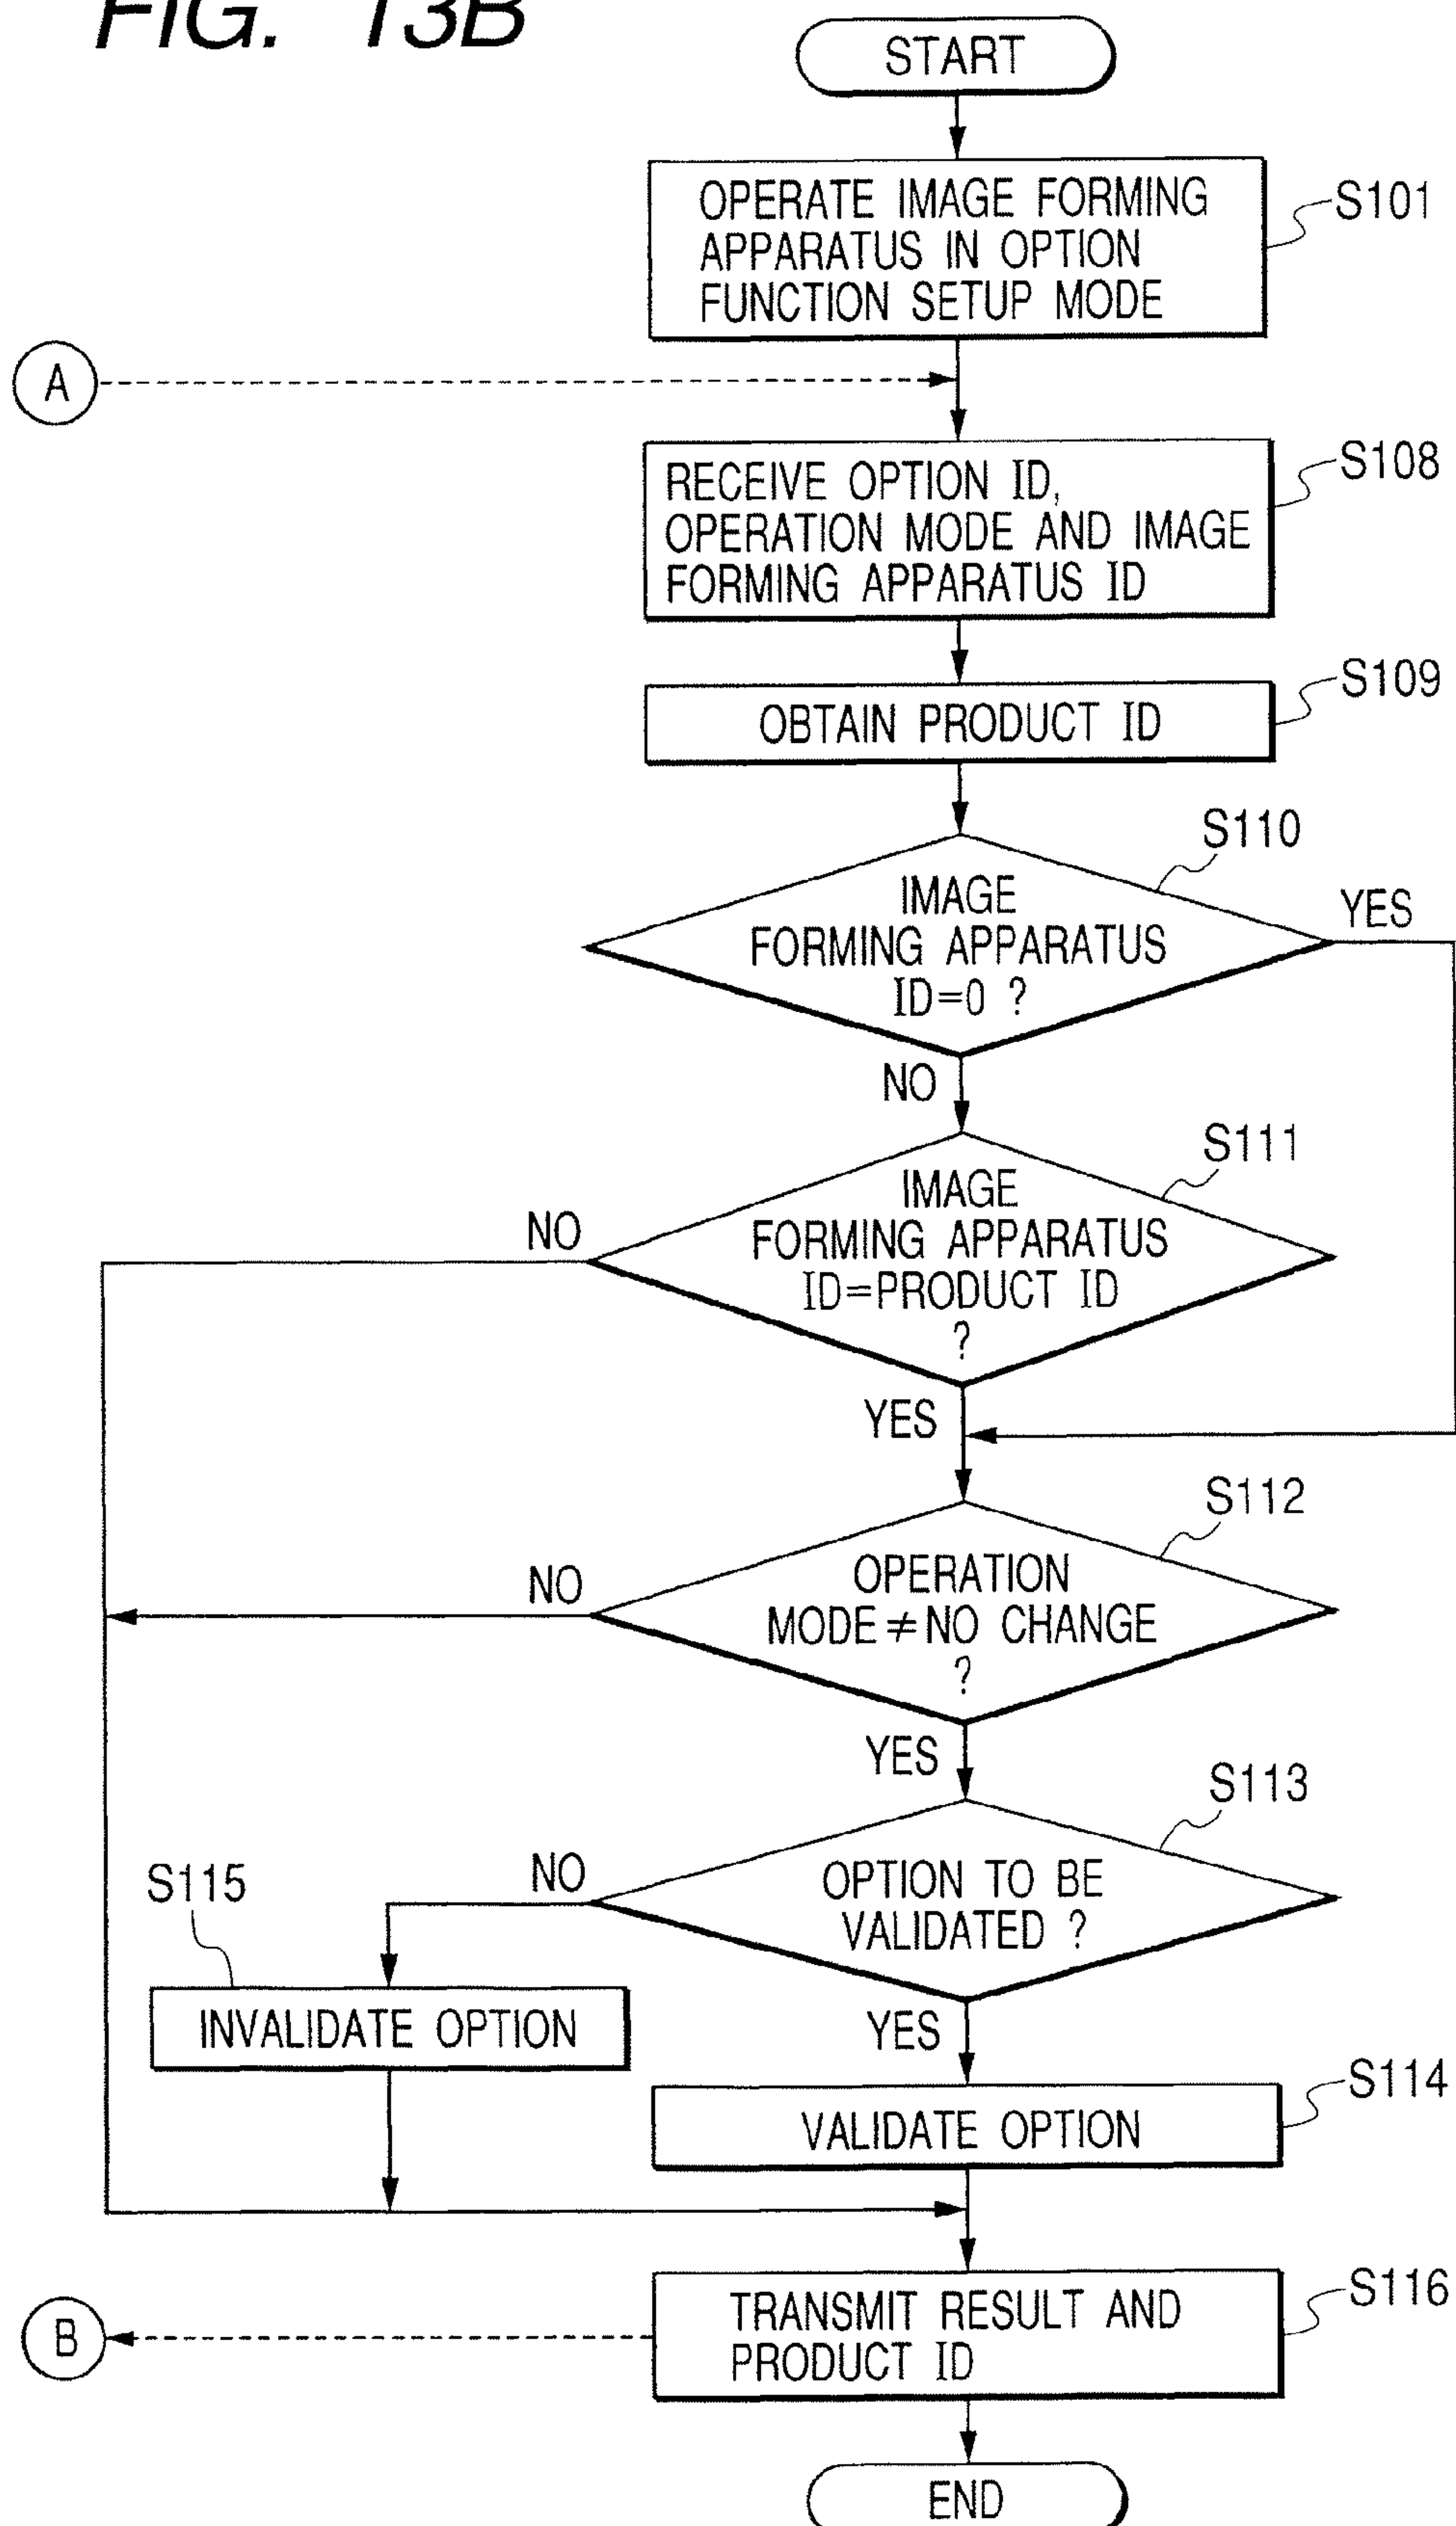 FIG. 13B
START
OPERATE IMAGE FORMING
APPARATUS IN OPTION
FUNCTION SETUP MODE
S101
A
RECEIVE OPTION ID,
OPERATION MODE AND IMAGE
FORMING APPARATUS ID
S108
OBTAIN PRODUCT ID
S109
S110
IMAGE
FORMING APPARATUS
ID=0 ?
YES
NO
S111
IMAGE
FORMING APPARATUS
ID=PRODUCT ID
?
NO
YES
S112
OPERATION
MODE≠NO CHANGE
?
NO
YES
S113
OPTION TO BE
VALIDATED ?
NO
S115
INVALIDATE OPTION
YES
S114
VALIDATE OPTION
S116
TRANSMIT RESULT AND
PRODUCT ID
B
END